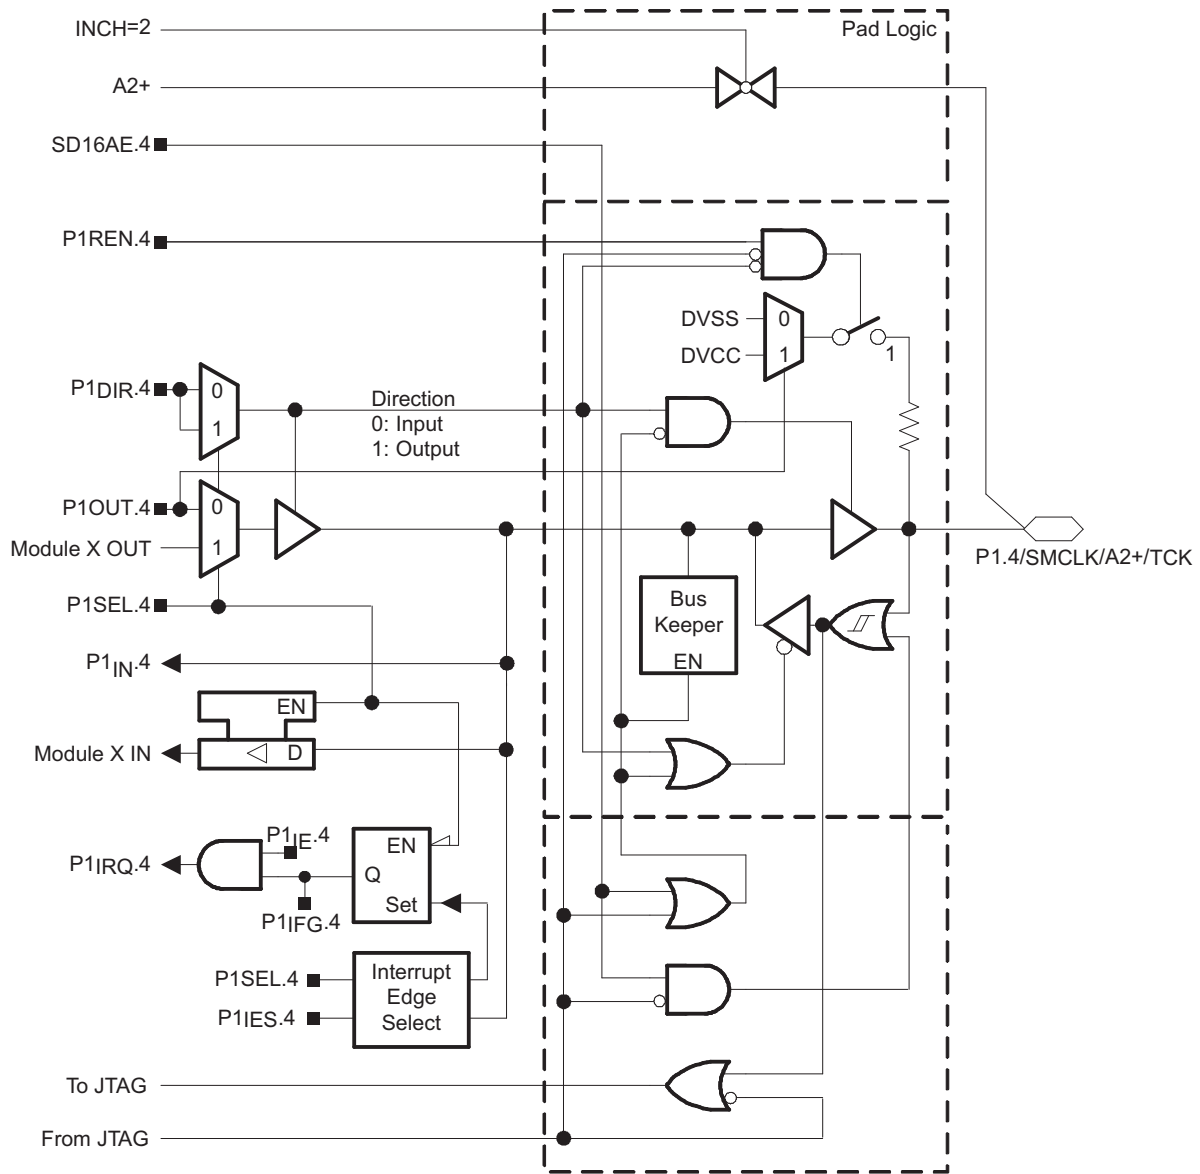 INCH=2
Pad Logic
A2+
SD16AE.4
P1REN.4
DVSS
0
DVCC
1
1
P1DIR.4
0
1
Direction
0: Input
1: Output
P1OUT.4
0
Module X OUT
1
P1.4/SMCLK/A2+/TCK
P1SEL.4
Bus
Keeper
EN
P1IN.4
EN
Module X IN
D
P1IE.4
P1IRQ.4
EN
Q
Set
P1IFG.4
P1SEL.4
P1IES.4
Interrupt
Edge
Select
To JTAG
From JTAG